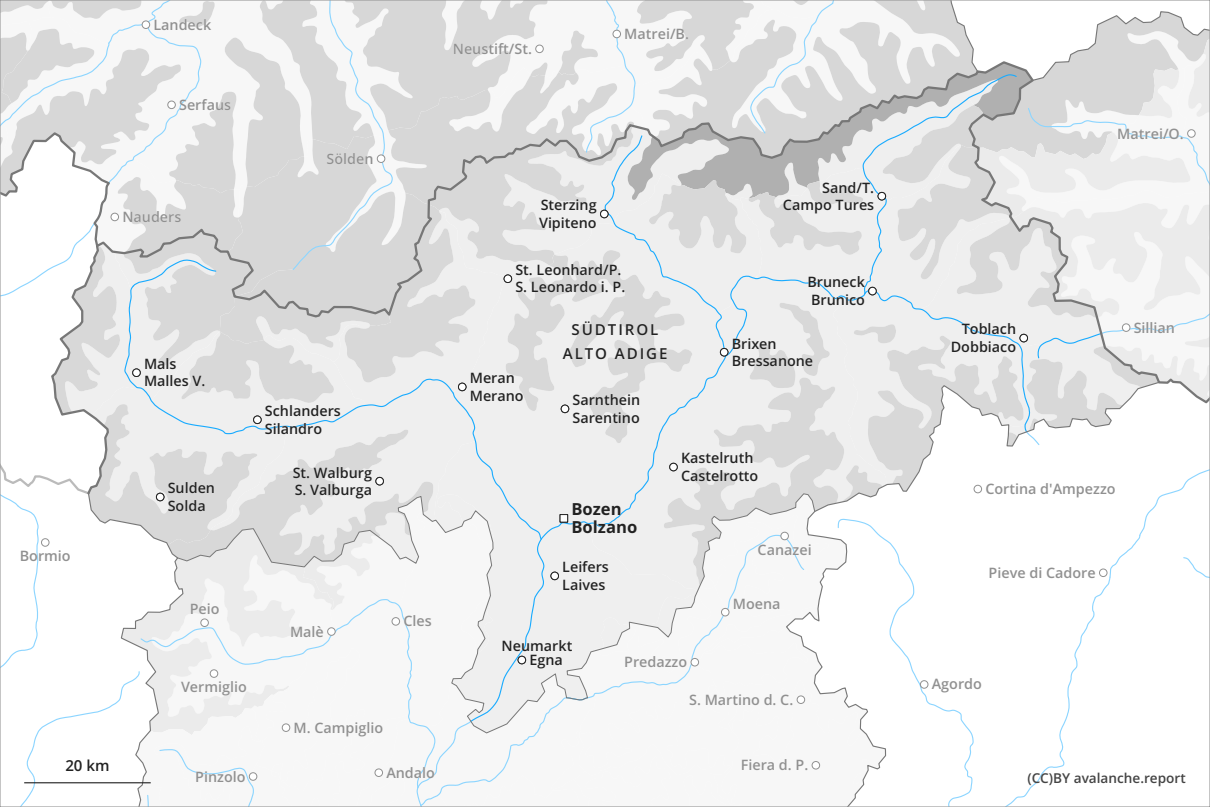 Landeck
Matrei/B.
Neustift/St.
Serfaus
Matrei/O.
Sölden
Sand/T.
Campo Tures
Nauders
Sterzing
Vipiteno
St. Leonhard/P.
S. Leonardo i. P.
Bruneck
Brunico
SÜDTIROL
ALTO ADIGE
Toblach
Dobbiaco
Sillian
Brixen
Bressanone
Mals
Malles V.
Meran
Merano
Sarnthein
Sarentino
Schlanders
Silandro
Kastelruth
Castelrotto
St. Walburg
S. Valburga
Sulden
Solda
Cortina d'Ampezzo
Bozen
Bolzano
Bormio
Canazei
Leifers
Laives
Pieve di Cadore
Peio
Moena
Cles
Malè
Neumarkt
Egna
Predazzo
Vermiglio
Agordo
S. Martino d. C.
M. Campiglio
20 km
Fiera d. P.
Pinzolo
Andalo
(CC)BY avalanche.report